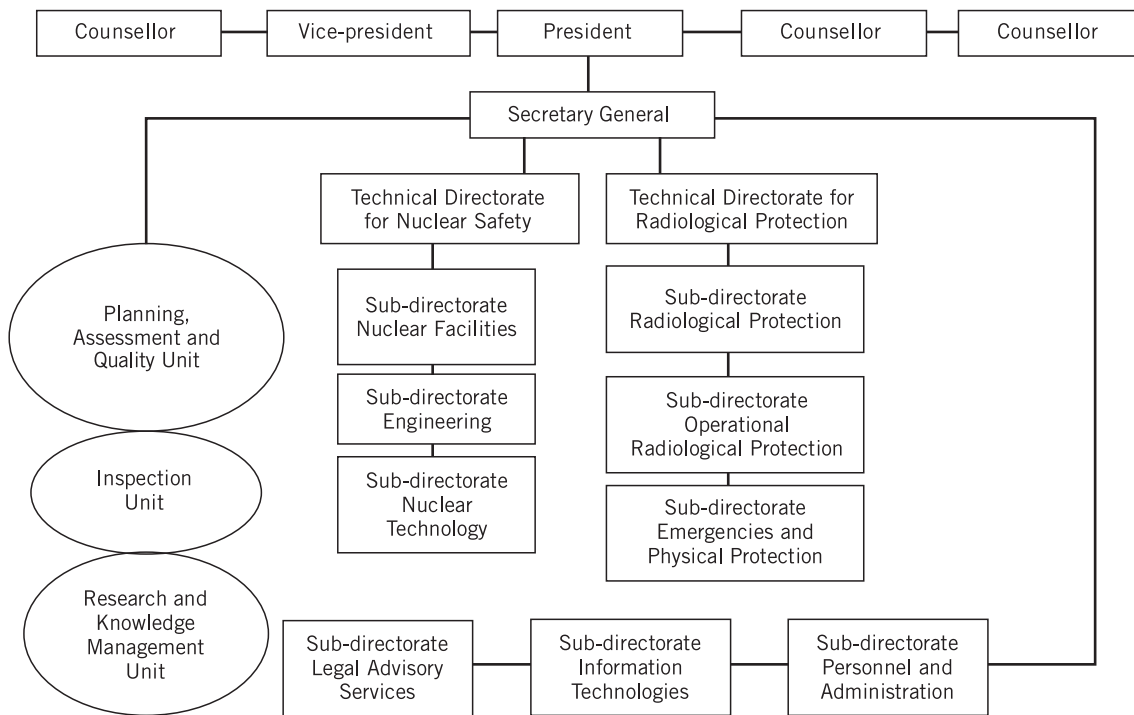 Counsellor
Vice-president
President
Counsellor
Counsellor
Secretary General
Technical Directorate
for Nuclear Safety
Technical Directorate for
Radiological Protection
Planning,
Assessment and
Quality Unit
Sub-directorate
Nuclear Facilities
Sub-directorate
Radiological Protection
Sub-directorate
Engineering
Sub-directorate
Operational
Radiological Protection
Inspection
Unit
Sub-directorate
Nuclear
Technology
Sub-directorate
Emergencies and
Physical Protection
Research and
Knowledge
Management
Unit
Sub-directorate
Legal Advisory
Services
Sub-directorate
Information
Technologies
Sub-directorate
Personnel and
Administration